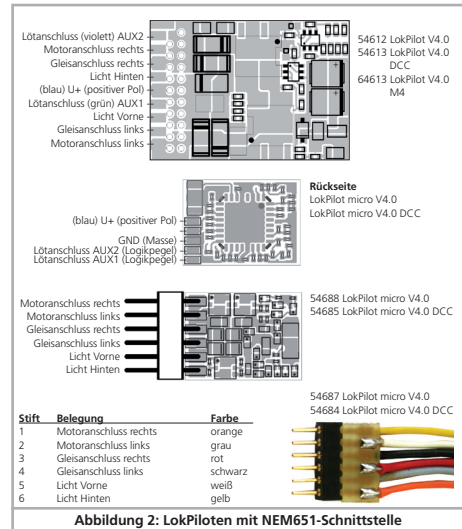 Lötanschluss (violett) AUX2
Motoranschluss rechts
Gleisanschluss rechts
Licht Hinten
(blau) U+ (positiver Pol)
Lötanschluss (grün) AUX1
Licht Vorne
Gleisanschluss links
Motoranschluss links
54612 LokPilot V4.0
54613 LokPilot V4.0
DCC
64613 LokPilot V4.0
M4
Rückseite
LokPilot micro V4.0
LokPilot micro V4.0 DCC
(blau) U+ (positiver Pol)
GND (Masse)
Lötanschluss AUX2 (Logikpegel)
Lötanschluss AUX1 (Logikpegel)
Motoranschluss rechts
Motoranschluss links
Gleisanschluss rechts
Gleisanschluss links
Licht Vorne
Licht Hinten
54688 LokPilot micro V4.0
54685 LokPilot micro V4.0 DCC
54687 LokPilot micro V4.0
54684 LokPilot micro V4.0 DCC
Stift Belegung Farbe
1 Motoranschluss rechts orange
2 Motoranschluss links grau
3 Gleisanschluss rechts rot
4 Gleisanschluss links schwarz
5 Licht Vorne weiß
6 Licht Hinten gelb
Abbildung 2: LokPiloten mit NEM651-Schnittstelle